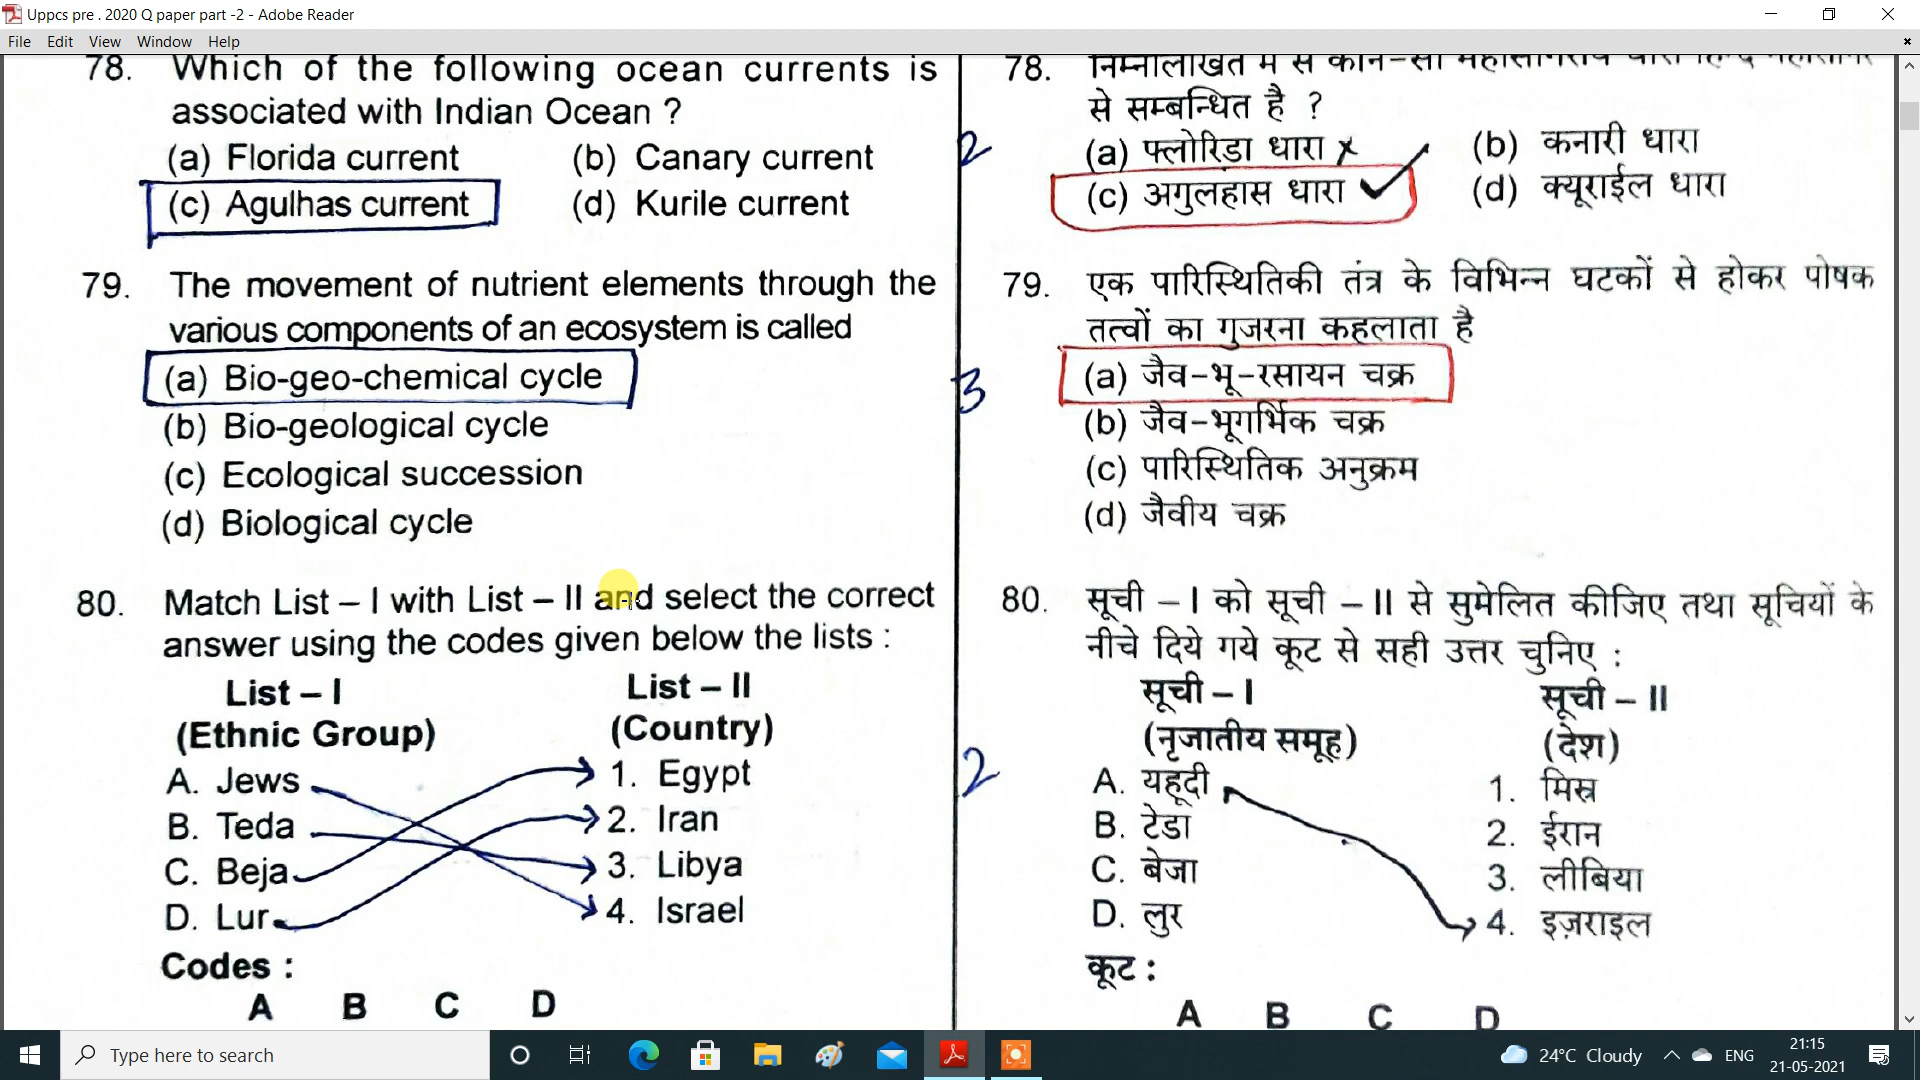 Uppcs pre . 2020 Q paper part -2 - Adobe Reader
File Edit View Window Help
78. Which of the following ocean currents is
associated with Indian Ocean ?
(a) Florida current (b) Canary current
(c) Agulhas current (d) Kurile current
79. The movement of nutrient elements through the
various components of an ecosystem is called
(a) Bio-geo-chemical cycle
(b) Bio-geological cycle
(c) Ecological succession
(d) Biological cycle
80. Match List – I with List – II and select the correct
answer using the codes given below the lists :
List – I List – II
(Ethnic Group) (Country)
A. Jews 1. Egypt
B. Teda 2. Iran
C. Beja 3. Libya
D. Lur 4. Israel
Codes :
A B C D
2
3
2
78. निम्नलिखित में से कौन-सी महासागरीय धारा हिन्द महासागर
से सम्बन्धित है ?
(a) फ्लोरिडा धारा (b) कनारी धारा
(c) अगुलहास धारा (d) क्यूराईल धारा
79. एक पारिस्थितिकी तंत्र के विभिन्न घटकों से होकर पोषक
तत्वों का गुजरना कहलाता है
(a) जैव-भू-रसायन चक्र
(b) जैव-भूगर्भिक चक्र
(c) पारिस्थितिक अनुक्रम
(d) जैवीय चक्र
80. सूची – I को सूची – II से सुमेलित कीजिए तथा सूचियों के
नीचे दिये गये कूट से सही उत्तर चुनिए :
सूची – I सूची – II
(नृजातीय समूह) (देश)
A. यहूदी 1. मिस्र
B. टेडा 2. ईरान
C. बेजा 3. लीबिया
D. लुर 4. इज़राइल
कूट :
A B C D
Type here to search
24°C Cloudy ENG 21:15
21-05-2021